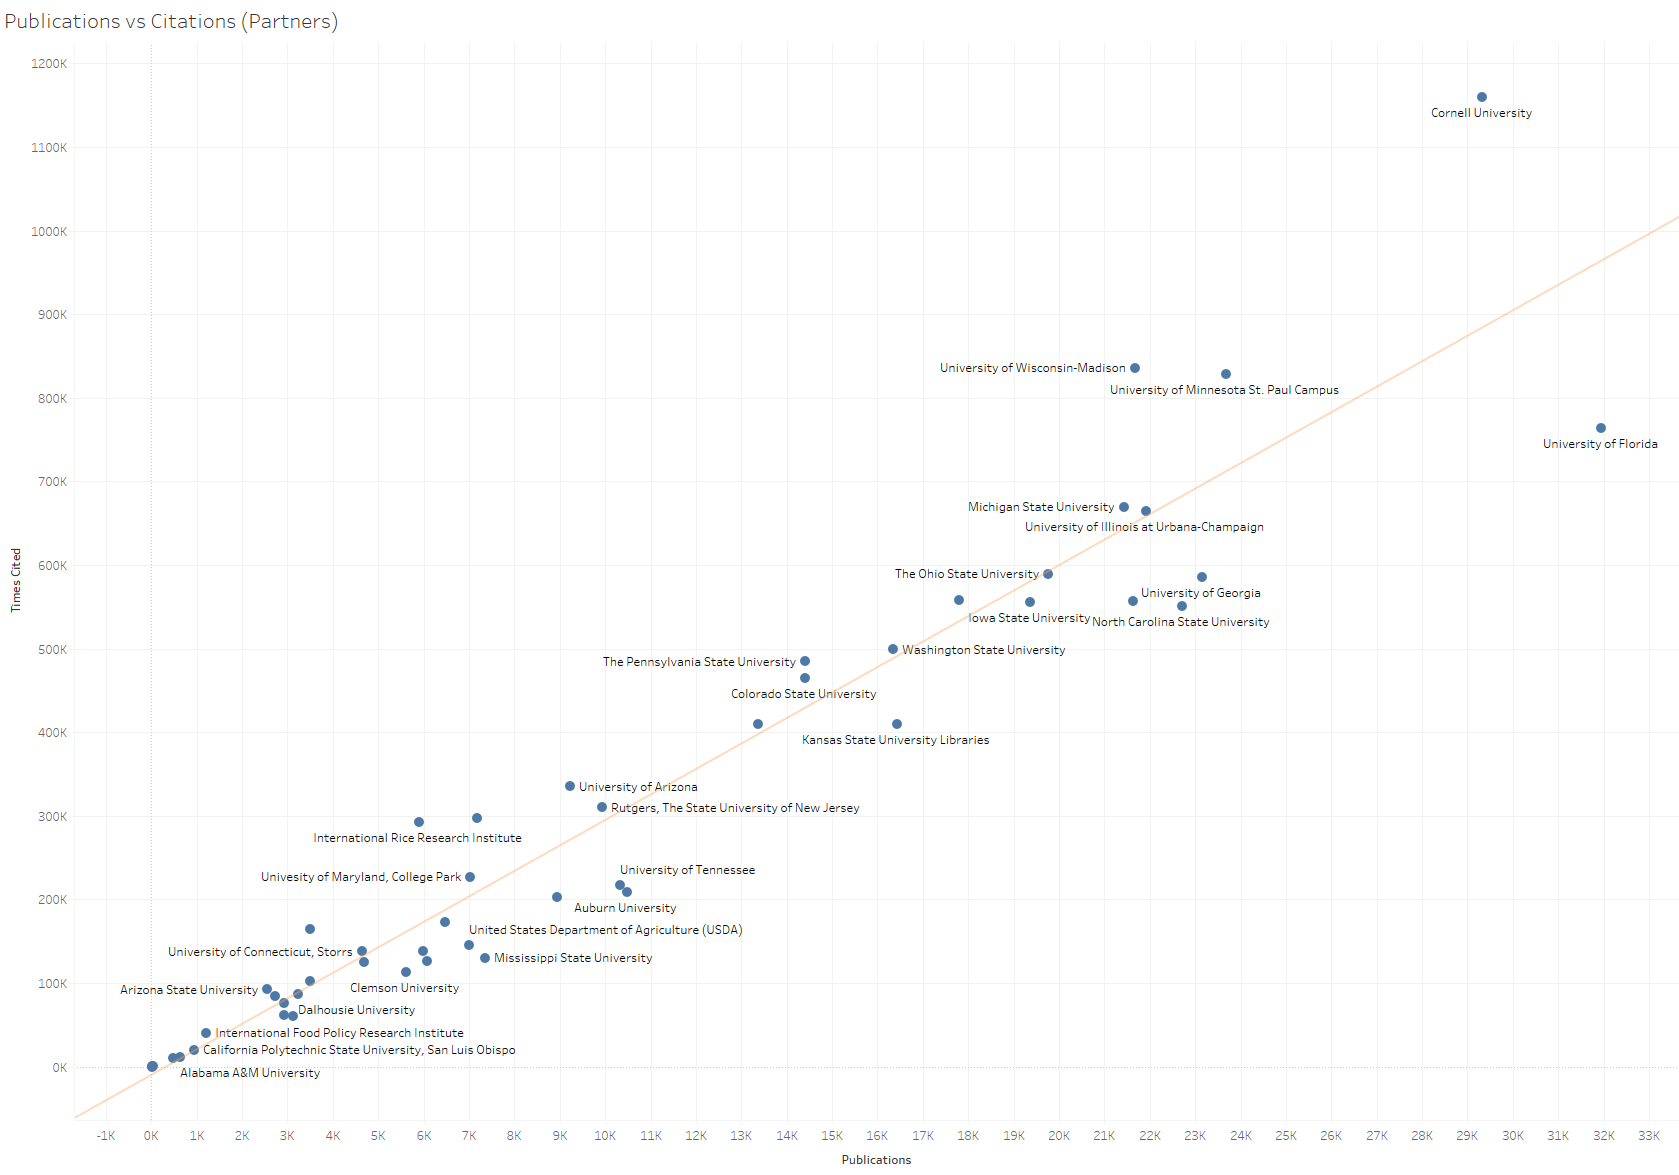 Publications vs Citations (Partners)
1200K
Cornell University
1100K
1000K
900K
University of Wisconsin-Madison
University of Minnesota St. Paul Campus
800K
University of Florida
700K
Michigan State University
University of Illinois at Urbana-Champaign
600K
The Ohio State University
University of Georgia
Iowa State University
North Carolina State University
500K
Washington State University
The Pennsylvania State University
Colorado State University
400K
Kansas State University Libraries
University of Arizona
Rutgers, The State University of New Jersey
300K
International Rice Research Institute
University of Tennessee
Univesity of Maryland, College Park
200K
Auburn University
United States Department of Agriculture (USDA)
University of Connecticut, Storrs
Mississippi State University
100K
Arizona State University
Clemson University
Dalhousie University
International Food Policy Research Institute
California Polytechnic State University, San Luis Obispo
0K
Alabama A&M University
Times Cited
-1K 0K 1K 2K 3K 4K 5K 6K 7K 8K 9K 10K 11K 12K 13K 14K 15K 16K 17K 18K 19K 20K 21K 22K 23K 24K 25K 26K 27K 28K 29K 30K 31K 32K 33K
Publications